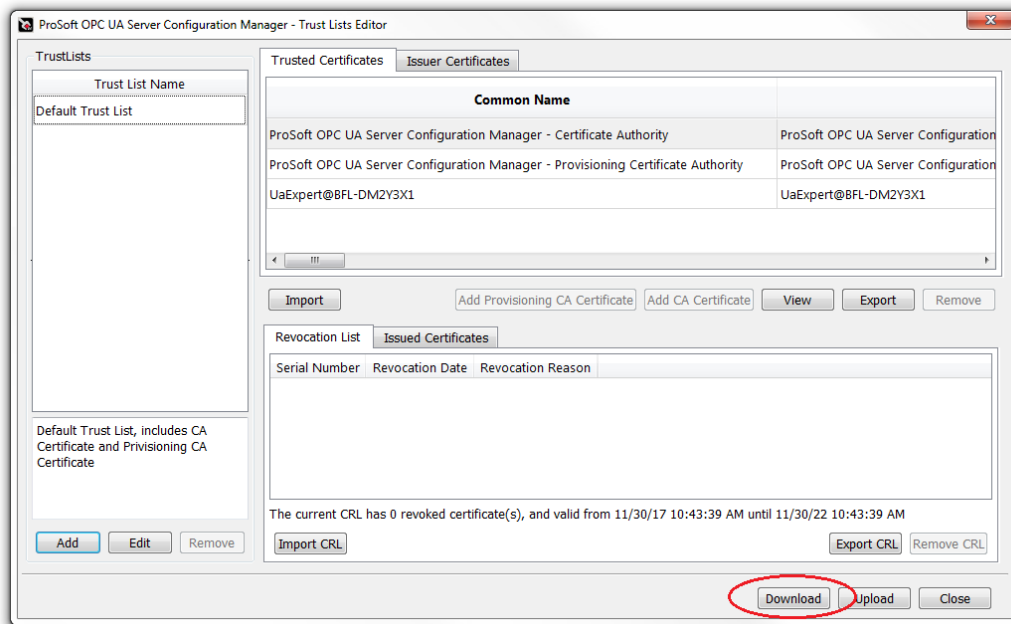 ProSoft OPC UA Server Configuration Manager - Trust Lists Editor
TrustLists
Trust List Name
Default Trust List
Default Trust List, includes CA
Certificate and Privisioning CA
Certificate
Add Edit Remove
Trusted Certificates Issuer Certificates
Common Name
ProSoft OPC UA Server Configuration Manager - Certificate Authority ProSoft OPC UA Server Configuration
ProSoft OPC UA Server Configuration Manager - Provisioning Certificate Authority ProSoft OPC UA Server Configuration
UaExpert@BFL-DM2Y3X1 UaExpert@BFL-DM2Y3X1
Import Add Provisioning CA Certificate Add CA Certificate View Export Remove
Revocation List Issued Certificates
Serial Number Revocation Date Revocation Reason
The current CRL has 0 revoked certificate(s), and valid from 11/30/17 10:43:39 AM until 11/30/22 10:43:39 AM
Import CRL Export CRL Remove CRL
Download Upload Close